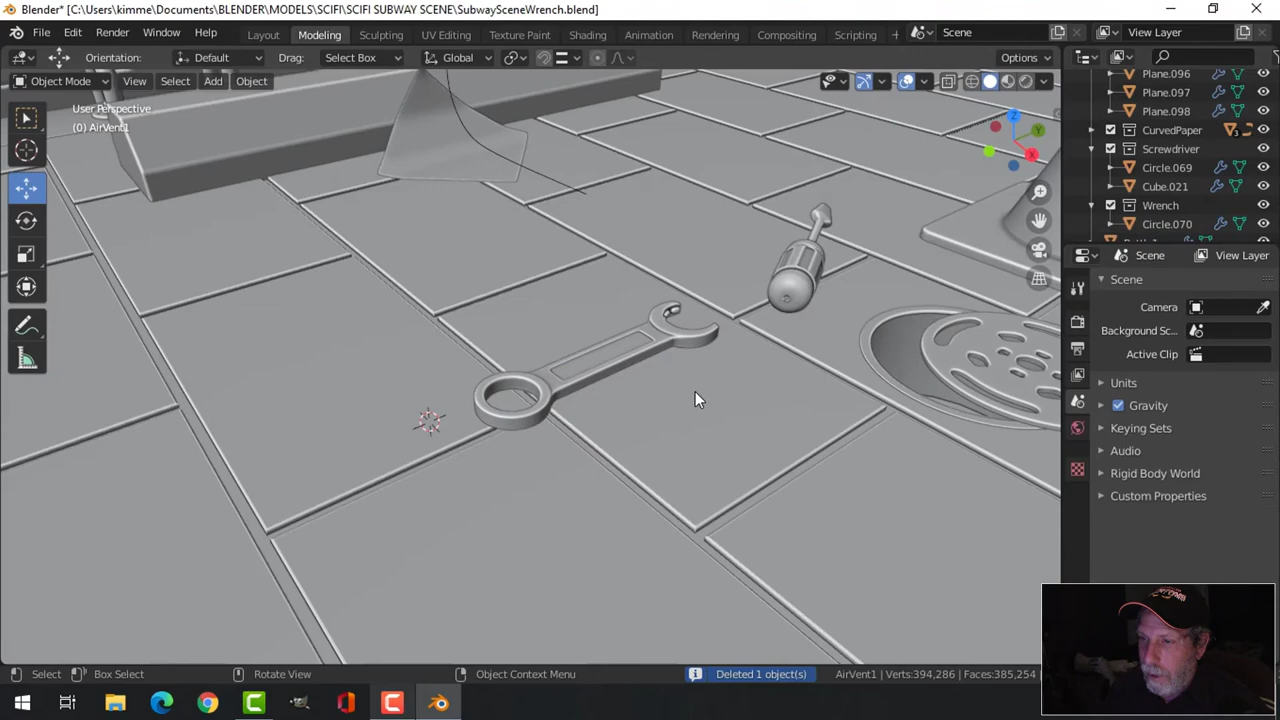 Blender* [C:\Users\kimme\Documents\BLENDER\MODELS\SCIFI\SCIFI SUBWAY SCENE\SubwaySceneWrench.blend]
File Edit Render Window Help Layout Modeling Sculpting UV Editing Texture Paint Shading Animation Rendering Compositing Scripting + Scene View Layer
Orientation: Default Drag: Select Box Global Options
Object Mode View Select Add Object
User Perspective
(0) AirVent1
Z
Y
X
Plane.096
Plane.097
Plane.098
CurvedPaper 3
Screwdriver
Circle.069
Cube.021
Wrench
Circle.070
Scene View Layer
Scene
Camera
Background Sc...
Active Clip
Units
Gravity
Keying Sets
Audio
Rigid Body World
Custom Properties
Select Box Select Rotate View Object Context Menu Deleted 1 object(s) AirVent1 | Verts:394,286 | Faces:385,254